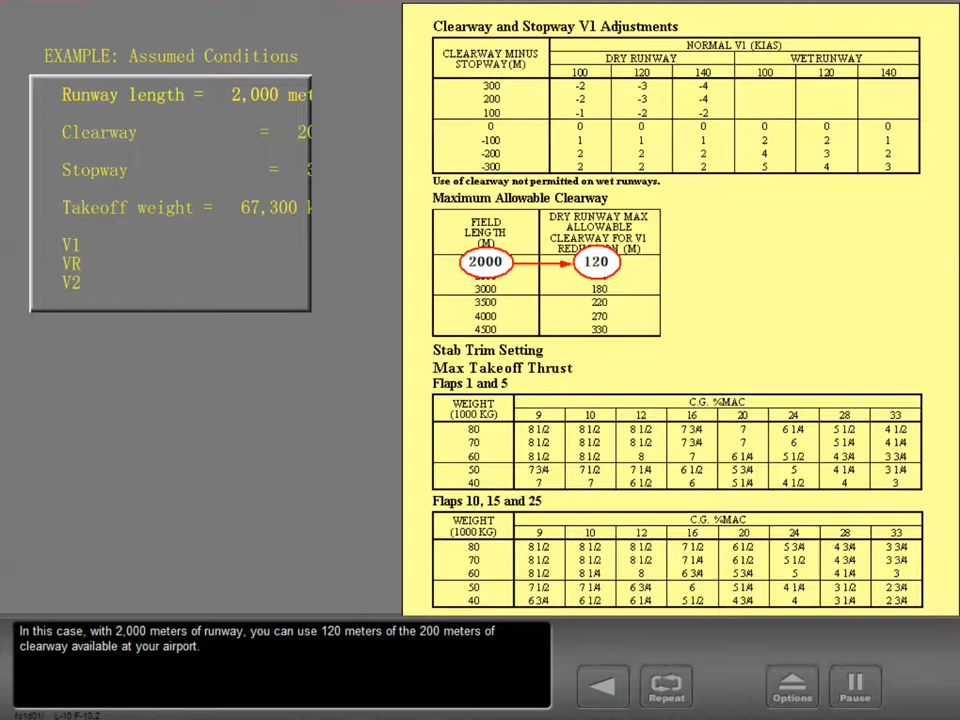 EXAMPLE: Assumed Conditions
Runway length = 2,000 met
Clearway = 20
Stopway = 3
Takeoff weight = 67,300 k
V1
VR
V2
Clearway and Stopway V1 Adjustments
CLEARWAY MINUS STOPWAY (M) NORMAL V1 (KIAS)
DRY RUNWAY WET RUNWAY
100 120 140 100 120 140
300 -2 -3 -4
200 -2 -3 -4
100 -1 -2 -2
0 0 0 0 0 0 0
-100 1 1 1 2 2 1
-200 2 2 2 4 3 2
-300 2 2 2 5 4 3
Use of clearway not permitted on wet runways.
Maximum Allowable Clearway
FIELD LENGTH (M) DRY RUNWAY MAX ALLOWABLE CLEARWAY FOR V1 REDUCTION (M)
2000 120
3000 180
3500 220
4000 270
4500 330
Stab Trim Setting
Max Takeoff Thrust
Flaps 1 and 5
WEIGHT (1000 KG) C.G. %MAC
9 10 12 16 20 24 28 33
80 8 1/2 8 1/2 8 1/2 7 3/4 7 6 1/4 5 1/2 4 1/2
70 8 1/2 8 1/2 8 1/2 7 3/4 7 6 5 1/4 4 1/4
60 8 1/2 8 1/2 8 7 6 1/4 5 1/2 4 3/4 3 3/4
50 7 3/4 7 1/2 7 1/4 6 1/2 5 3/4 5 4 1/4 3 1/4
40 7 7 6 1/2 6 5 1/4 4 1/2 4 3
Flaps 10, 15 and 25
WEIGHT (1000 KG) C.G. %MAC
9 10 12 16 20 24 28 33
80 8 1/2 8 1/2 8 1/2 7 1/2 6 1/2 5 3/4 4 3/4 3 3/4
70 8 1/2 8 1/2 8 1/2 7 1/4 6 1/2 5 1/2 4 3/4 3 3/4
60 8 1/2 8 1/4 8 6 3/4 5 3/4 5 4 1/4 3
50 7 1/2 7 1/4 6 3/4 6 5 1/4 4 1/4 3 1/2 2 3/4
40 6 3/4 6 1/2 6 1/4 5 1/2 4 3/4 4 3 1/4 2 3/4
In this case, with 2,000 meters of runway, you can use 120 meters of the 200 meters of
clearway available at your airport.
Repeat
Options
Pause
L-10 F-10.2